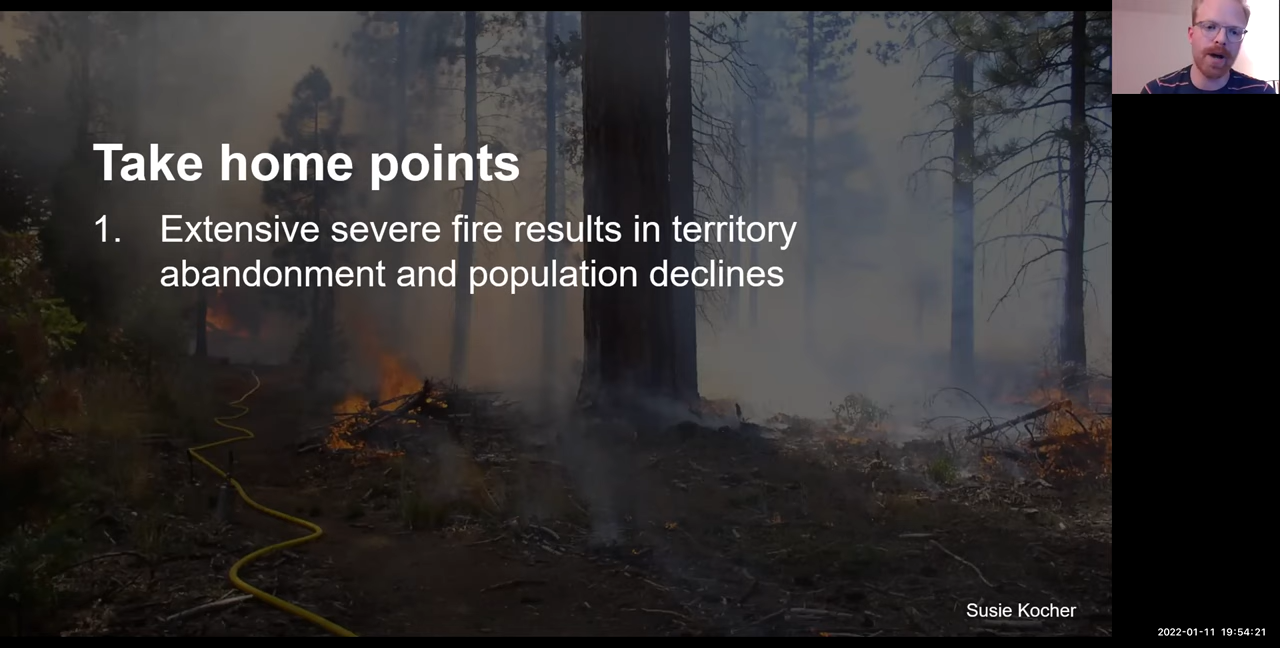 Take home points
1. Extensive severe fire results in territory
abandonment and population declines
Susie Kocher
2022-01-11 19:54:21